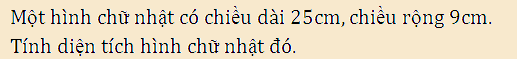 Một hình chữ nhật có chiều dài 25cm, chiều rộng 9cm.
Tính diện tích hình chữ nhật đó.